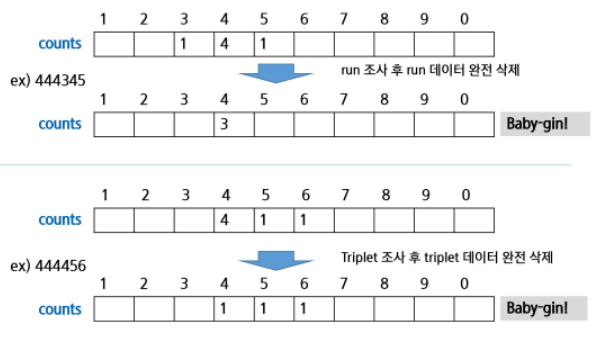 1 2 3 4 5 6 7 8 9 0
counts 1 4 1
run 조사 후 run 데이터 완전 삭제
ex) 444345
1 2 3 4 5 6 7 8 9 0
counts 3 Baby-gin!
1 2 3 4 5 6 7 8 9 0
counts 4 1 1
Triplet 조사 후 triplet 데이터 완전 삭제
ex) 444456
1 2 3 4 5 6 7 8 9 0
counts 1 1 1 Baby-gin!